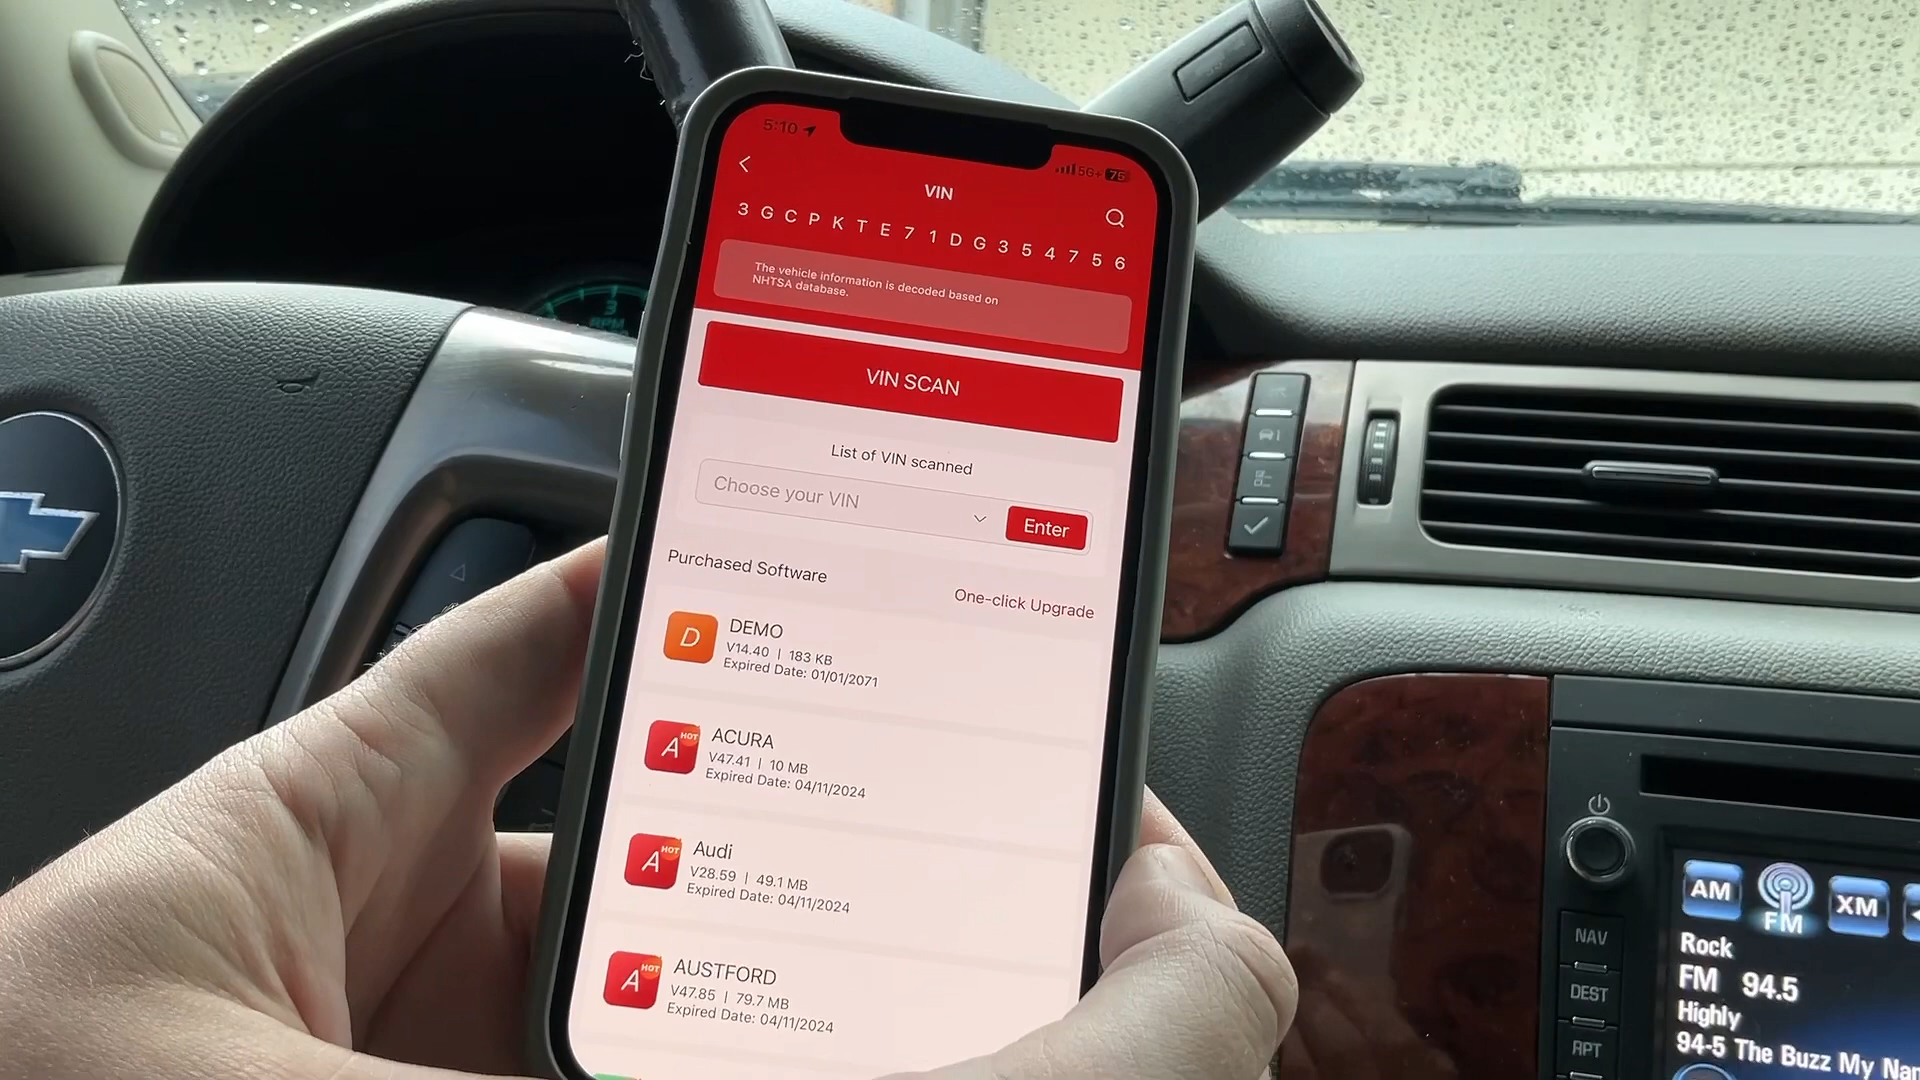 5:10
5G+ 75
VIN
3 G C P K T E 7 1 D G 3 5 4 7 5 6
The vehicle information is decoded based on
NHTSA database.
VIN SCAN
List of VIN scanned
Choose your VIN
Enter
Purchased Software
One-click Upgrade
D
DEMO
V14.40 | 183 KB
Expired Date: 01/01/2071
A HOT
ACURA
V47.41 | 10 MB
Expired Date: 04/11/2024
A HOT
Audi
V28.59 | 49.1 MB
Expired Date: 04/11/2024
A HOT
AUSTFORD
V47.85 | 79.7 MB
Expired Date: 04/11/2024
3
RPM
AM
FM
XM
NAV
DEST
RPT
Rock
FM 94.5
Highly
94-5 The Buzz My